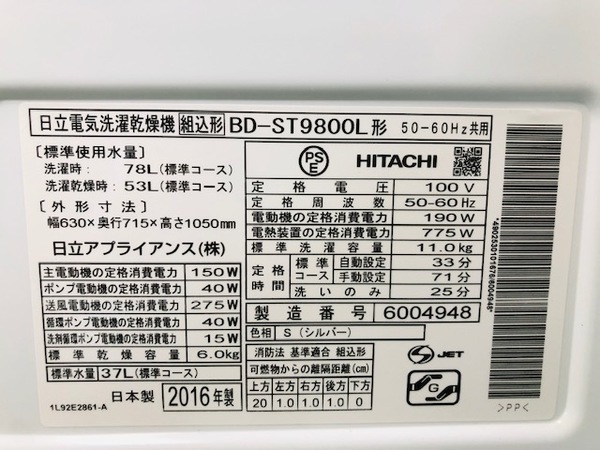 日立電気洗濯乾燥機 組込形 BD-ST9800L形 50-60Hz共用
[標準使用水量]
洗濯時: 78L(標準コース)
洗濯乾燥時: 53L(標準コース)
[外形寸法]
幅630×奥行715×高さ1050mm
日立アプライアンス(株)
主電動機の定格消費電力 150W
ポンプ電動機の定格消費電力 40W
送風電動機の定格消費電力 275W
循環ポンプ電動機の定格消費電力 40W
洗剤循環ポンプ電動機の定格消費電力 15W
標準乾燥容量 6.0kg
標準水量 37L(標準コース)
日本製 2016年製
1L92E2861-A
PSE HITACHI
定格電圧 100V
定格周波数 50-60Hz
電動機の定格消費電力 190W
電熱装置の定格消費電力 775W
標準洗濯容量 11.0kg
定格時間 標準コース 自動設定 33分
手動設定 71分
洗いのみ 25分
製造番号 6004948
色相 S(シルバー)
消防法 基準適合 組込形
可燃物からの離隔距離(cm)
上方 左方 右方 前方 後方 下方
20 1.0 1.0 1.0 1.0 0
S JET
G
>PP<